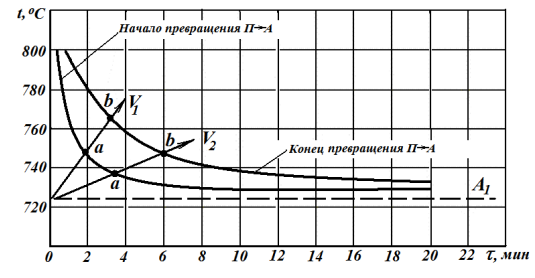 t, °C
Начало превращения П→А
800
780
760
740
720
b
V1
a
b
V2
a
Конец превращения П→А
A1
0 2 4 6 8 10 12 14 16 18 20 22 τ, мин